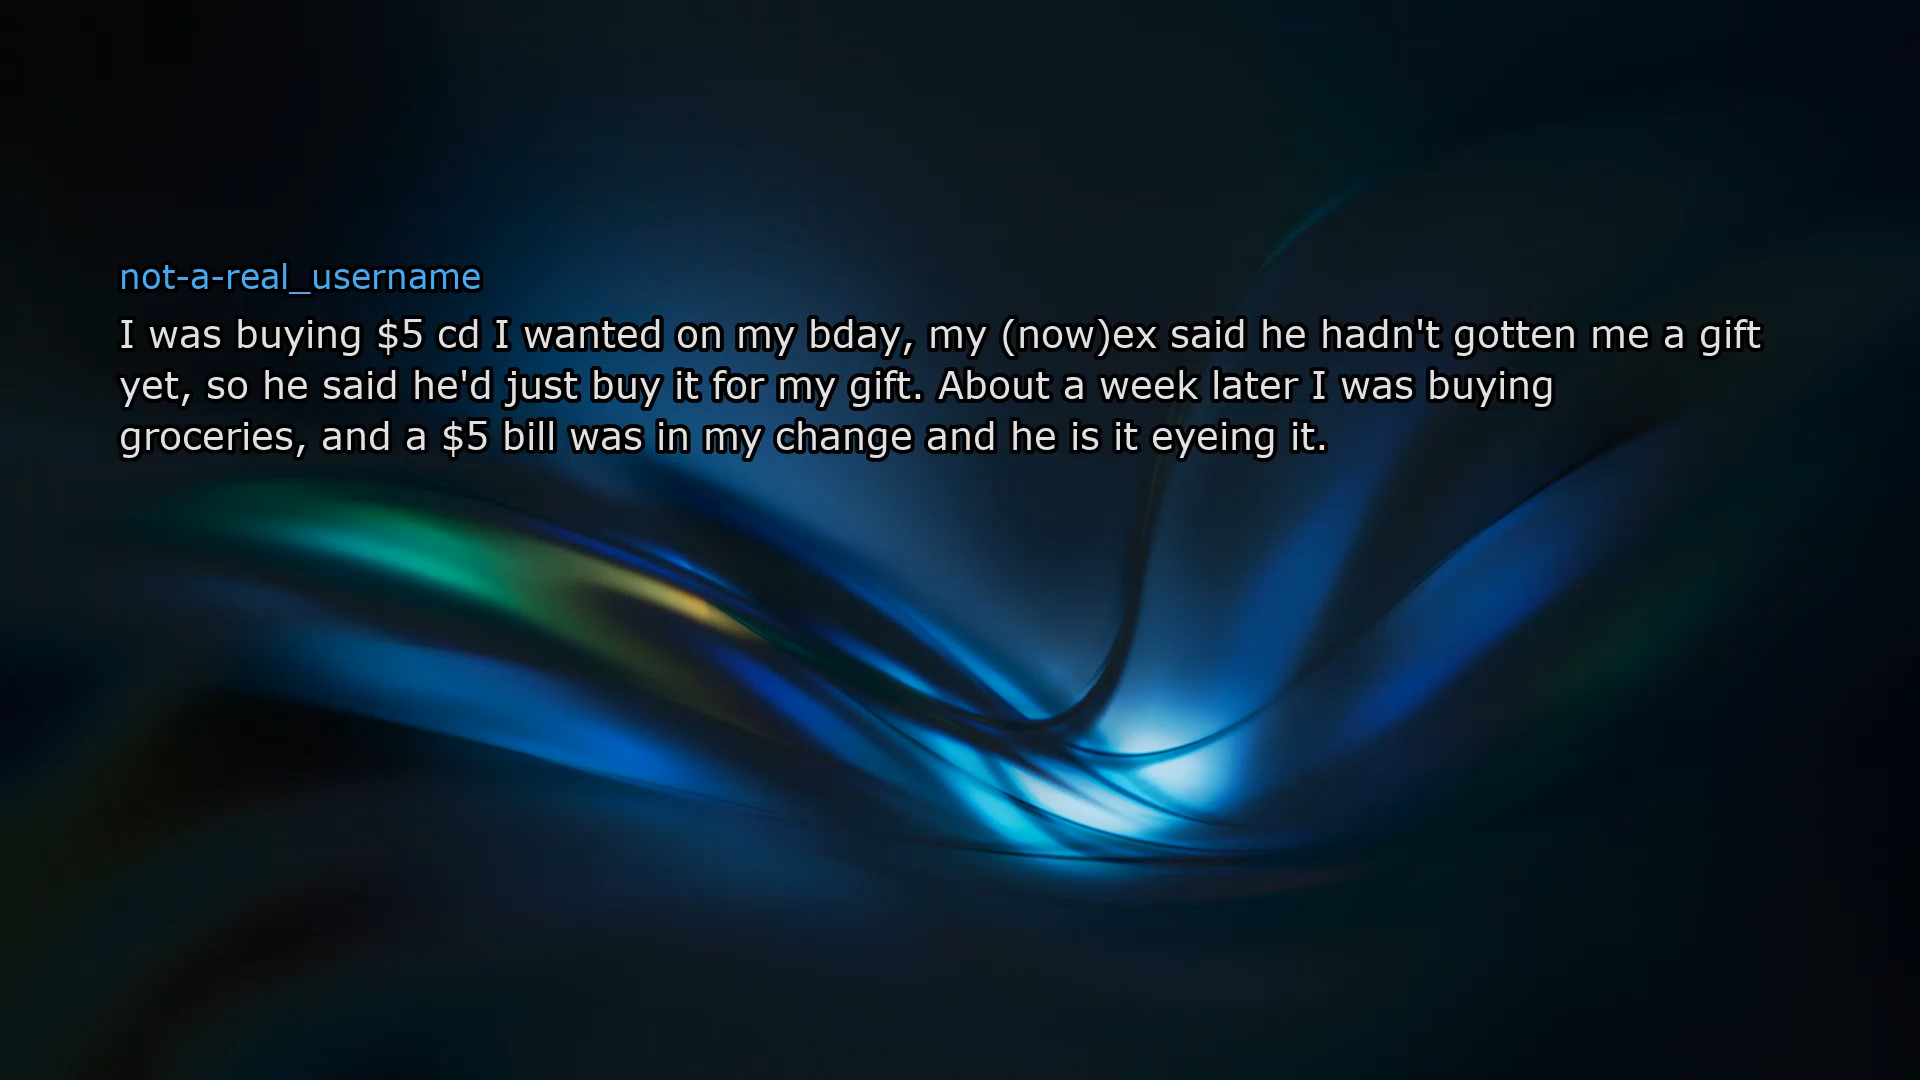 not-a-real_username
I was buying $5 cd I wanted on my bday, my (now)ex said he hadn't gotten me a gift
yet, so he said he'd just buy it for my gift. About a week later I was buying
groceries, and a $5 bill was in my change and he is it eyeing it.